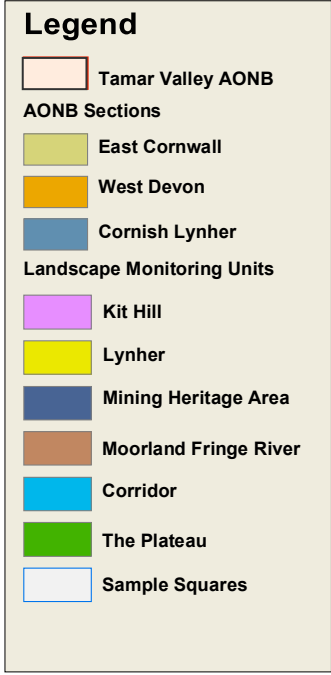 Legend
Tamar Valley AONB
AONB Sections
East Cornwall
West Devon
Cornish Lynher
Landscape Monitoring Units
Kit Hill
Lynher
Mining Heritage Area
Moorland Fringe River
Corridor
The Plateau
Sample Squares